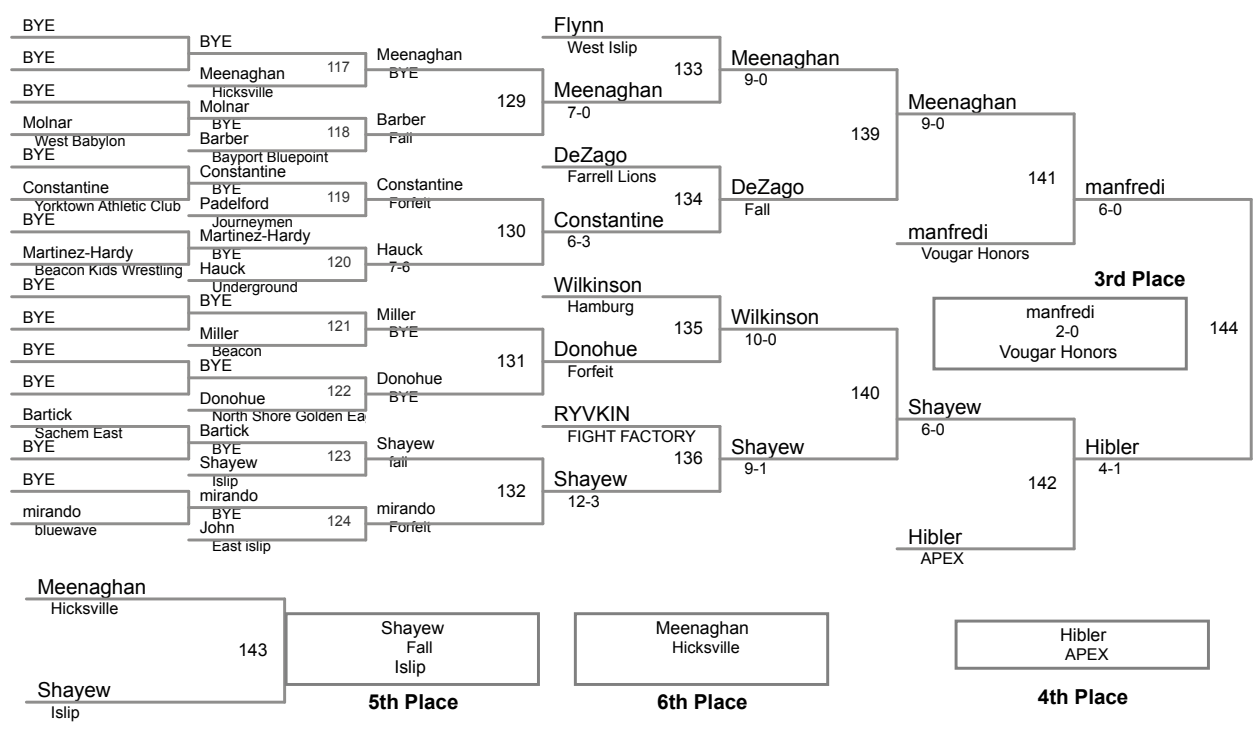 BYE
BYE
BYE
Molnar
West Babylon
BYE
Constantine
Yorktown Athletic Club
BYE
Martinez-Hardy
Beacon Kids Wrestling
BYE
BYE
BYE
BYE
Bartick
Sachem East
BYE
BYE
mirando
bluewave
BYE
Meenaghan
Hicksville
117
Molnar
BYE
Barber
Bayport Bluepoint
118
Constantine
BYE
Padelford
Journeymen
119
Martinez-Hardy
BYE
Hauck
Underground
120
BYE
Miller
Beacon
121
BYE
Donohue
North Shore Golden Ea
122
Bartick
BYE
Shayew
Islip
123
mirando
BYE
John
East islip
124
Meenaghan
BYE
129
Barber
Fall
Constantine
Forfeit
130
Hauck
7-6
Miller
BYE
131
Donohue
BYE
Shayew
fall
132
mirando
Forfeit
Flynn
West Islip
133
Meenaghan
7-0
DeZago
Farrell Lions
134
Constantine
6-3
Wilkinson
Hamburg
135
Donohue
Forfeit
RYVKIN
FIGHT FACTORY
136
Shayew
12-3
Meenaghan
9-0
139
DeZago
Fall
Wilkinson
10-0
140
Shayew
9-1
Meenaghan
9-0
141
manfredi
Vougar Honors
Shayew
6-0
142
Hibler
APEX
manfredi
6-0
3rd Place
manfredi
2-0
Vougar Honors
144
Hibler
4-1
Meenaghan
Hicksville
143
Shayew
Islip
Shayew
Fall
Islip
5th Place
Meenaghan
Hicksville
6th Place
Hibler
APEX
4th Place